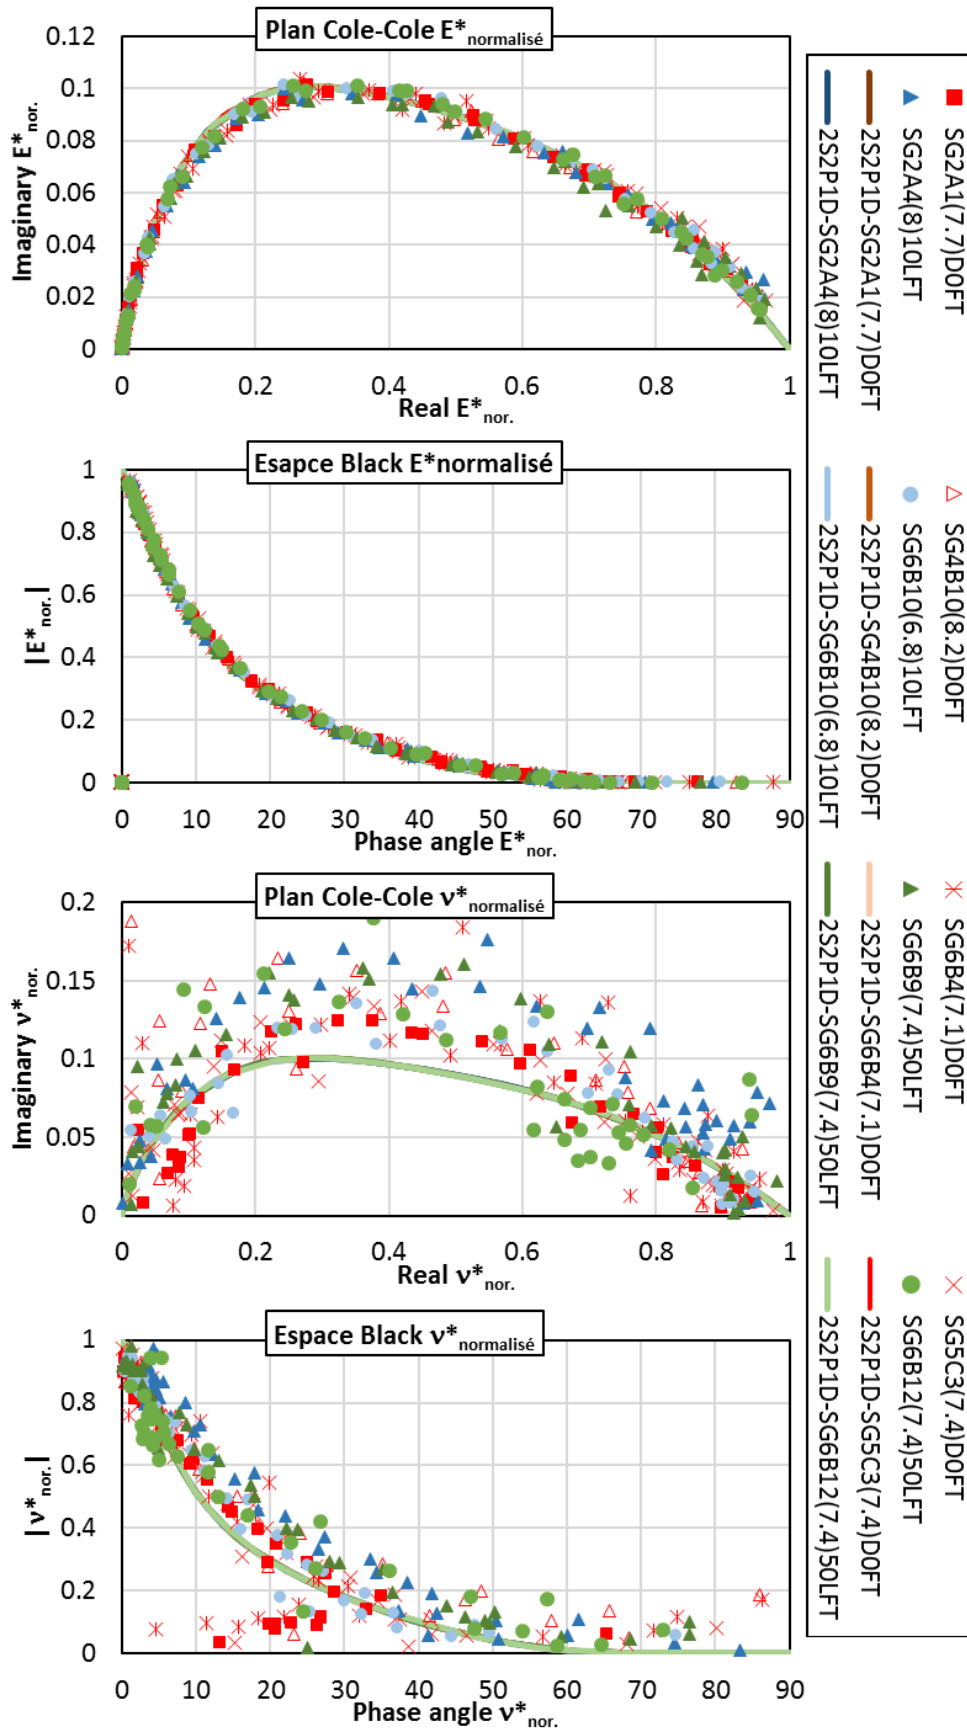 Plan Cole-Cole E*normalisé
0.12
0.1
0.08
0.06
0.04
0.02
0
Imaginary E*nor.
0 0.2 0.4 0.6 0.8 1
Real E*nor.
Esapce Black E*normalisé
1
0.8
0.6
0.4
0.2
0
|E*nor.|
0 10 20 30 40 50 60 70 80 90
Phase angle E*nor.
Plan Cole-Cole ν*normalisé
0.2
0.15
0.1
0.05
0
Imaginary ν*nor.
0 0.2 0.4 0.6 0.8 1
Real ν*nor.
Espace Black ν*normalisé
1
0.8
0.6
0.4
0.2
0
|ν*nor.|
0 10 20 30 40 50 60 70 80 90
Phase angle ν*nor.
SG2A1(7.7)D0FT
SG4B10(8.2)D0FT
SG6B4(7.1)D0FT
SG5C3(7.4)D0FT
SG2A4(8)10LFT
SG6B10(6.8)10LFT
SG6B9(7.4)50LFT
SG6B12(7.4)50LFT
2S2P1D-SG2A1(7.7)D0FT
2S2P1D-SG4B10(8.2)D0FT
2S2P1D-SG6B4(7.1)D0FT
2S2P1D-SG5C3(7.4)D0FT
2S2P1D-SG2A4(8)10LFT
2S2P1D-SG6B10(6.8)10LFT
2S2P1D-SG6B9(7.4)50LFT
2S2P1D-SG6B12(7.4)50LFT